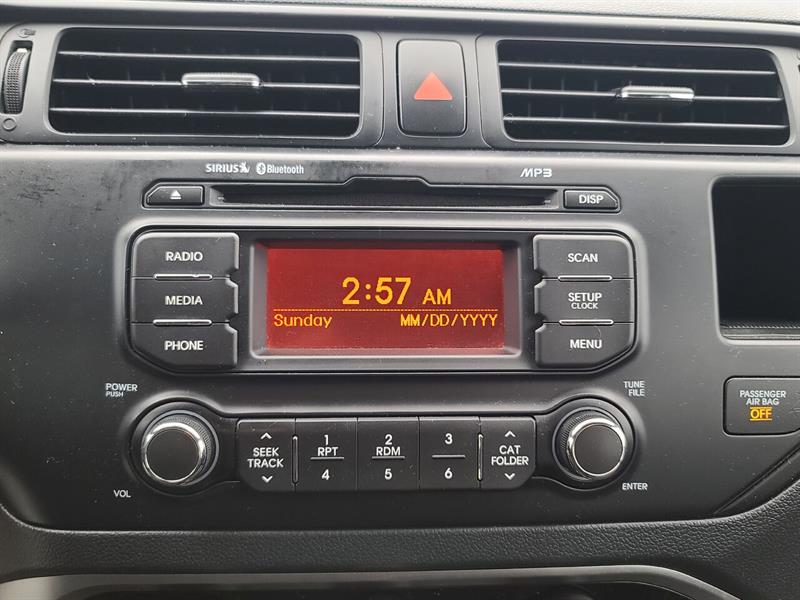 SIRIUS Bluetooth
MP3
DISP
RADIO
MEDIA
PHONE
2:57 AM
Sunday MM/DD/YYYY
SCAN
SETUP
CLOCK
MENU
POWER
PUSH
VOL
SEEK
TRACK
1
RPT
4
2
RDM
5
3
6
CAT
FOLDER
TUNE
FILE
ENTER
PASSENGER
AIR BAG
OFF